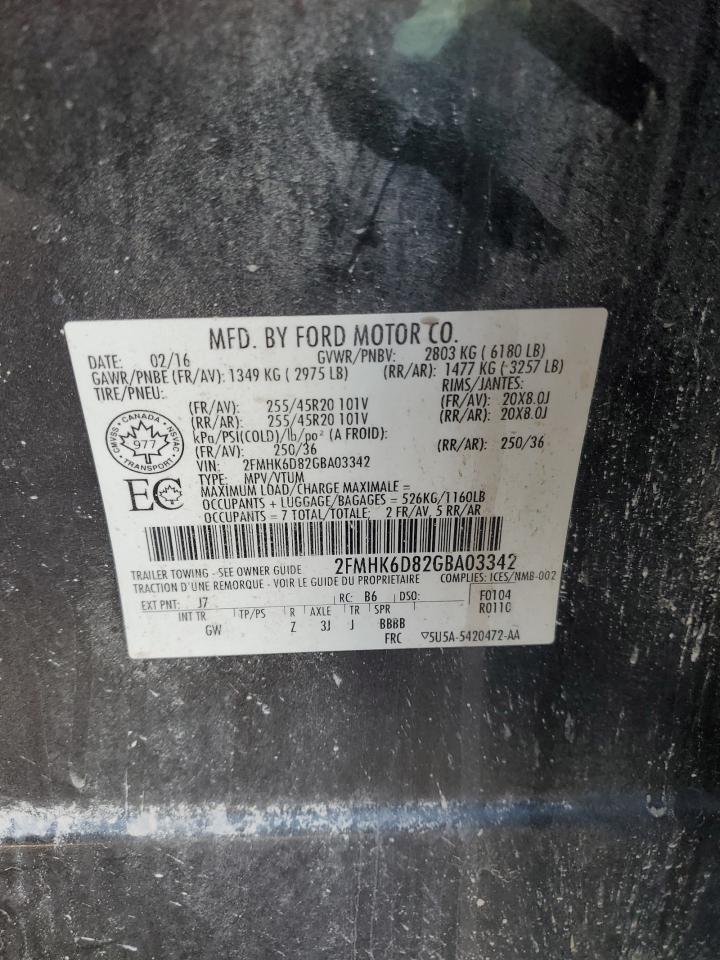 MFD. BY FORD MOTOR CO.
DATE: 02/16 GVWR/PNBV: 2803 KG ( 6180 LB)
GAWR/PNBE (FR/AV): 1349 KG ( 2975 LB) (RR/AR): 1477 KG ( 3257 LB)
TIRE/PNEU: RIMS/JANTES:
(FR/AV): 255/45R20 101V (FR/AV): 20X8.0J
(RR/AR): 255/45R20 101V (RR/AR): 20X8.0J
kPa/PSI(COLD)/lb/po² (A FROID):
(FR/AV): 250/36 (RR/AR): 250/36
VIN: 2FMHK6D82GBA03342
TYPE: MPV/VTUM
MAXIMUM LOAD/CHARGE MAXIMALE =
OCCUPANTS + LUGGAGE/BAGAGES = 526KG/1160LB
OCCUPANTS = 7 TOTAL/TOTALE: 2 FR/AV, 5 RR/AR
CANADA
CMVSS NSVAC
977
TRANSPORT
EC
TRAILER TOWING - SEE OWNER GUIDE 2FMHK6D82GBA03342
TRACTION D'UNE REMORQUE - VOIR LE GUIDE DU PROPRIETAIRE COMPLIES: ICES/NMB-002
EXT PNT: J7 RC: B6 DSO: F0104
INT TR TP/PS R AXLE TR SPR R0110
GW Z 3J J BBBB
FRC ▽5U5A-5420472-AA